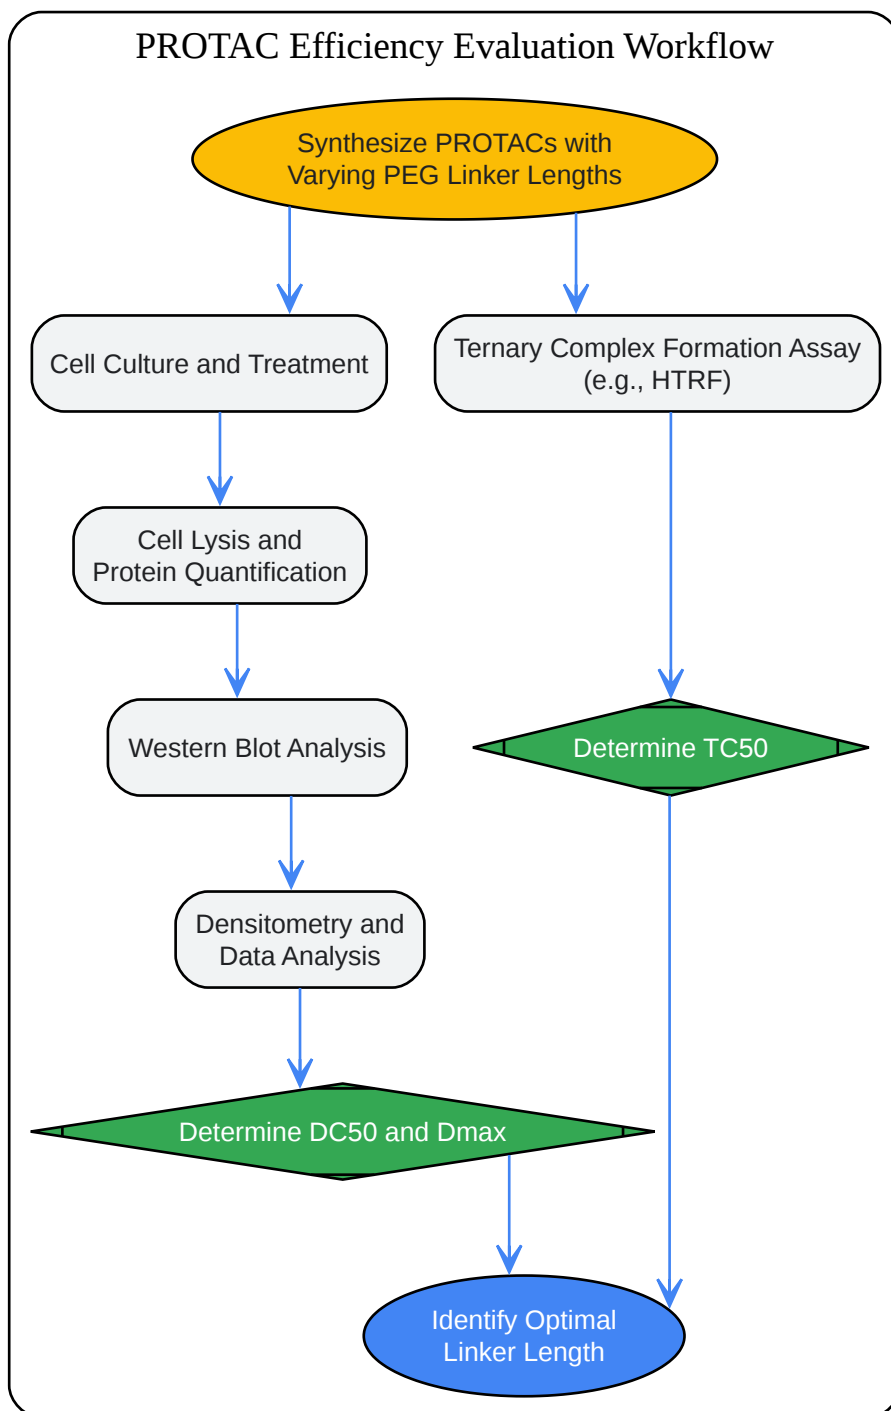 PROTAC Efficiency Evaluation Workflow
Synthesize PROTACs with
Varying PEG Linker Lengths
Cell Culture and Treatment
Ternary Complex Formation Assay
(e.g., HTRF)
Cell Lysis and
Protein Quantification
Western Blot Analysis
Determine TC50
Densitometry and
Data Analysis
Determine DC50 and Dmax
Identify Optimal
Linker Length